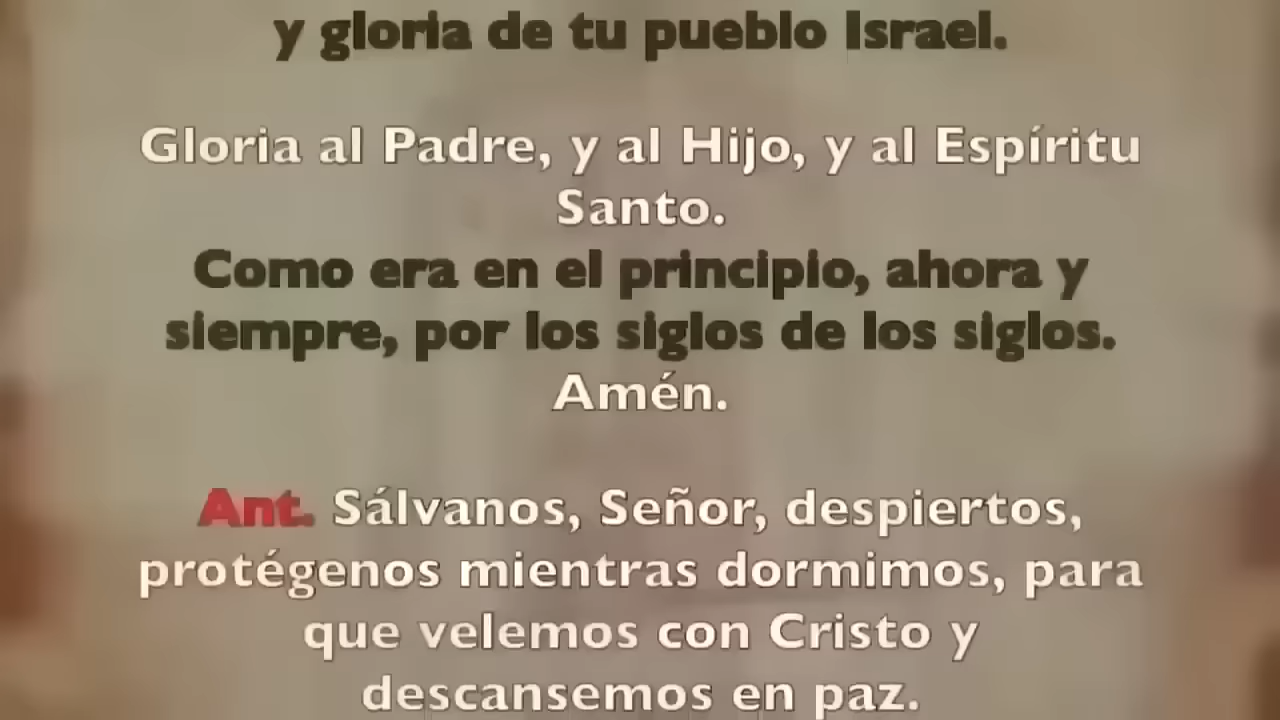 y gloria de tu pueblo Israel.
Gloria al Padre, y al Hijo, y al Espíritu
Santo.
Como era en el principio, ahora y
siempre, por los siglos de los siglos.
Amén.
Ant. Sálvanos, Señor, despiertos,
protégenos mientras dormimos, para
que velemos con Cristo y
descansemos en paz.